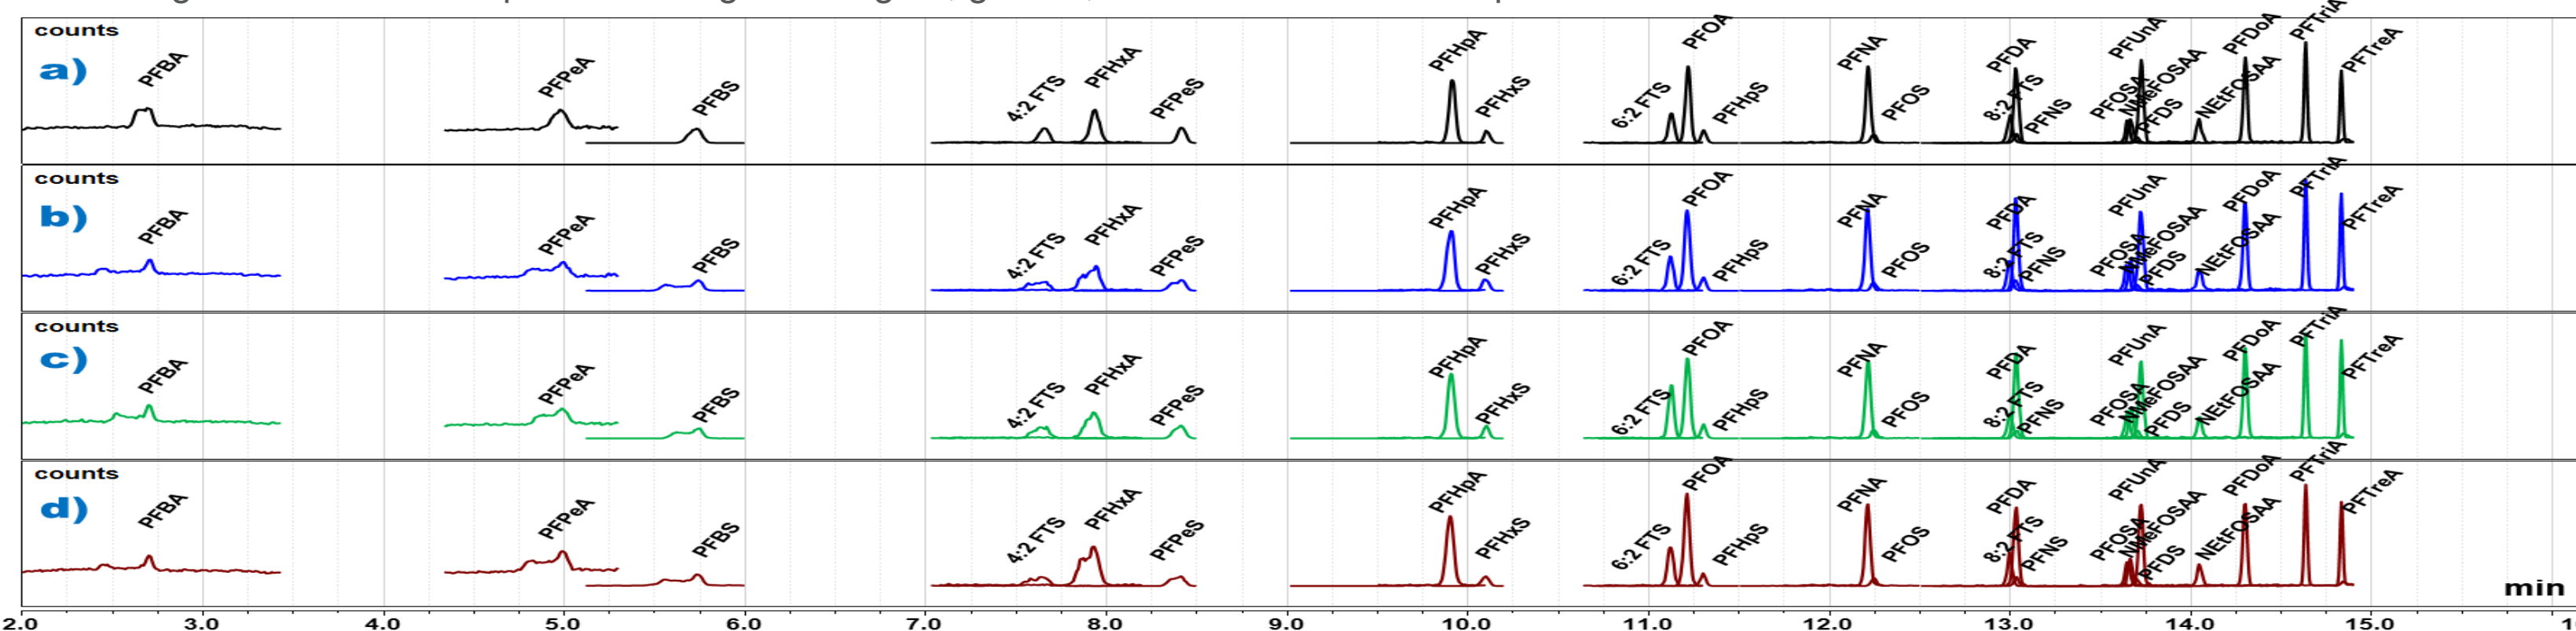 counts
a)
PFBA
PFPeA
PFBS
4:2 FTS
PFHxA
PFPeS
PFHpA
PFHxS
6:2 FTS
PFOA
PFHpS
PFNA
PFOS
PFDA
8:2 FTS
PFNS
PFOSA
NMeFOSAA
PFUnA
PFDS
NEtFOSAA
PFDoA
PFTriA
PFTreA
counts
b)
PFBA
PFPeA
PFBS
4:2 FTS
PFHxA
PFPeS
PFHpA
PFHxS
6:2 FTS
PFOA
PFHpS
PFNA
PFOS
PFDA
8:2 FTS
PFNS
PFOSA
NMeFOSAA
PFUnA
PFDS
NEtFOSAA
PFDoA
PFTriA
PFTreA
counts
c)
PFBA
PFPeA
PFBS
4:2 FTS
PFHxA
PFPeS
PFHpA
PFHxS
6:2 FTS
PFOA
PFHpS
PFNA
PFOS
PFDA
8:2 FTS
PFNS
PFOSA
NMeFOSAA
PFUnA
PFDS
NEtFOSAA
PFDoA
PFTriA
PFTreA
counts
d)
PFBA
PFPeA
PFBS
4:2 FTS
PFHxA
PFPeS
PFHpA
PFHxS
6:2 FTS
PFOA
PFHpS
PFNA
PFOS
PFDA
8:2 FTS
PFNS
PFOSA
NMeFOSAA
PFUnA
PFDS
NEtFOSAA
PFDoA
PFTriA
PFTreA
min
2.0 3.0 4.0 5.0 6.0 7.0 8.0 9.0 10.0 11.0 12.0 13.0 14.0 15.0